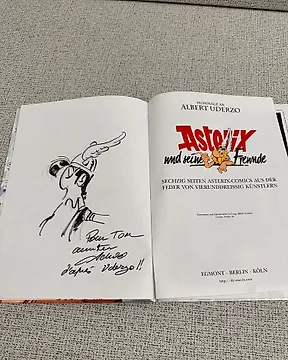 Pour Tom
d'après Uderzo!!
HOMMAGE AN
ALBERT UDERZO
Asterix
und seine Freunde
SECHZIG SEITEN ASTERIX-COMICS AUS DER
FEDER VON VIERUNDDREISSIG KÜNSTLERN
EGMONT · BERLIN · KÖLN